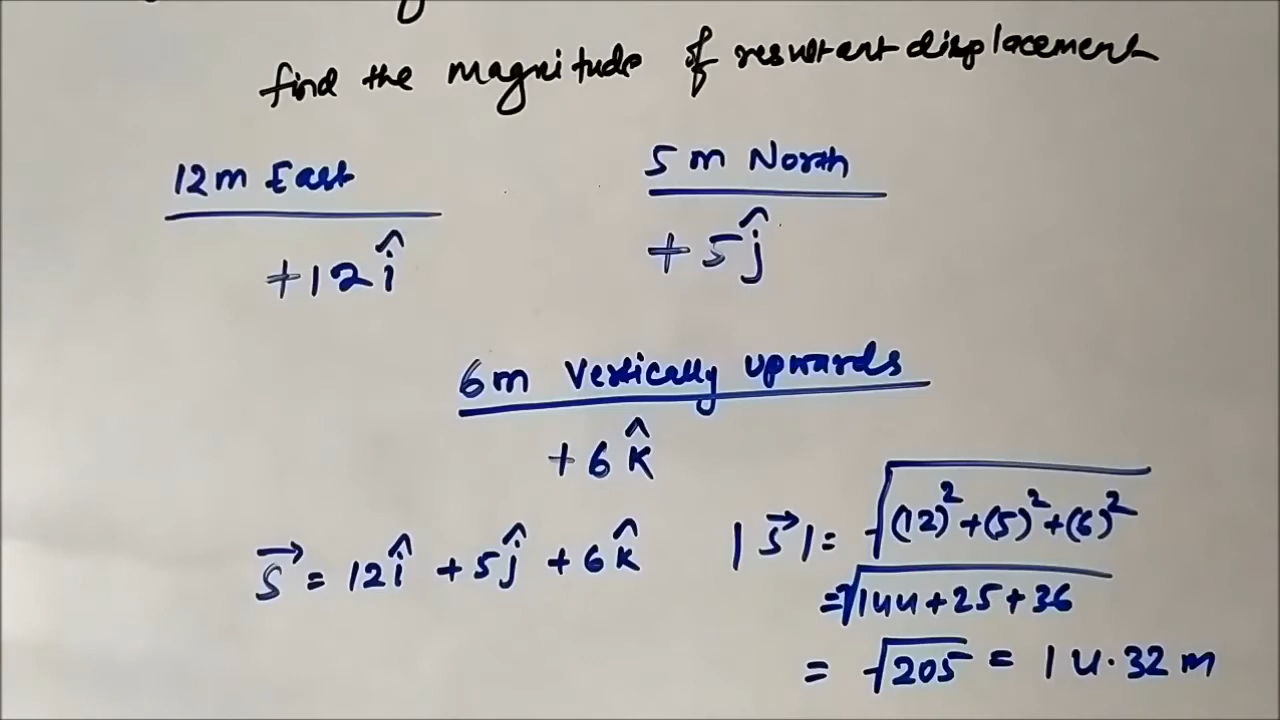 find the magnitude of resultant displacement
12m East
5 m North
+12î
+5ĵ
6m vertically upwards
+6k̂
S⃗ = 12î + 5ĵ + 6k̂
|S⃗| = √(12)²+(5)²+(6)²
= √144+25+36
= √205 = 14.32 m